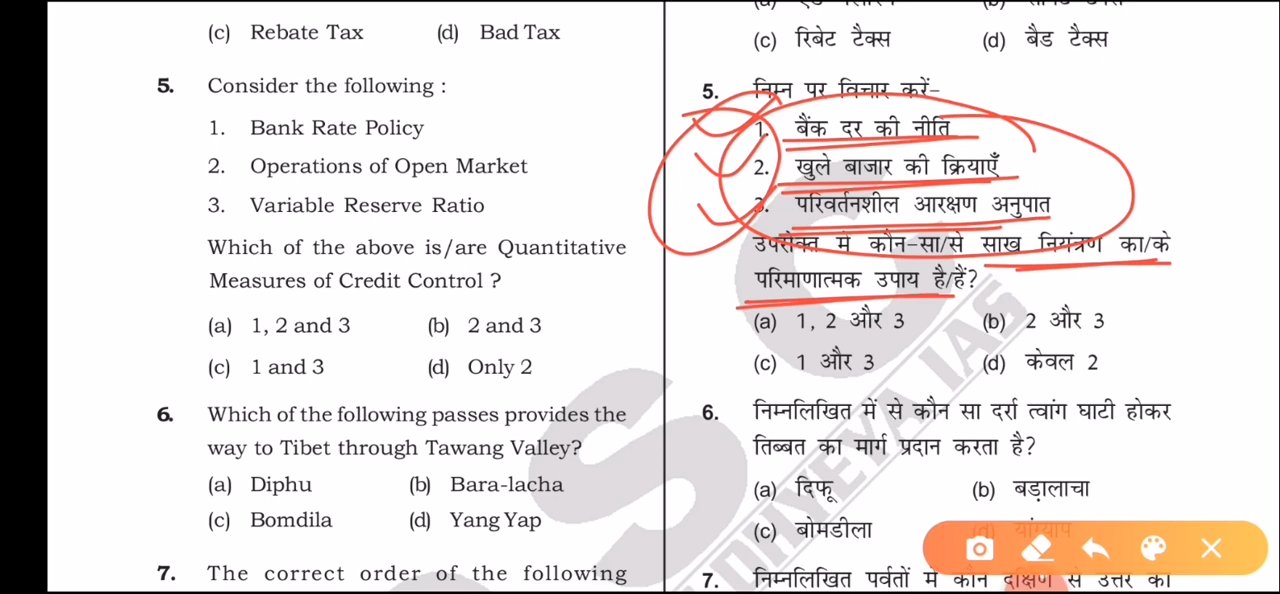 (c) Rebate Tax (d) Bad Tax
5. Consider the following :
1. Bank Rate Policy
2. Operations of Open Market
3. Variable Reserve Ratio
Which of the above is/are Quantitative
Measures of Credit Control ?
(a) 1, 2 and 3 (b) 2 and 3
(c) 1 and 3 (d) Only 2
6. Which of the following passes provides the
way to Tibet through Tawang Valley?
(a) Diphu (b) Bara-lacha
(c) Bomdila (d) Yang Yap
7. The correct order of the following
(c) रिबेट टैक्स (d) बैड टैक्स
5. निम्न पर विचार करें-
1. बैंक दर की नीति
2. खुले बाजार की क्रियाएँ
3. परिवर्तनशील आरक्षण अनुपात
उपरोक्त में कौन-सा/से साख नियंत्रण का/के
परिमाणात्मक उपाय है/हैं?
(a) 1, 2 और 3 (b) 2 और 3
(c) 1 और 3 (d) केवल 2
6. निम्नलिखित में से कौन सा दर्रा त्वांग घाटी होकर
तिब्बत का मार्ग प्रदान करता है?
(a) दिफू (b) बड़ालाचा
(c) बोमडीला (d) यांग्याप
7. निम्नलिखित पर्वतों में कौन दक्षिण से उत्तर का